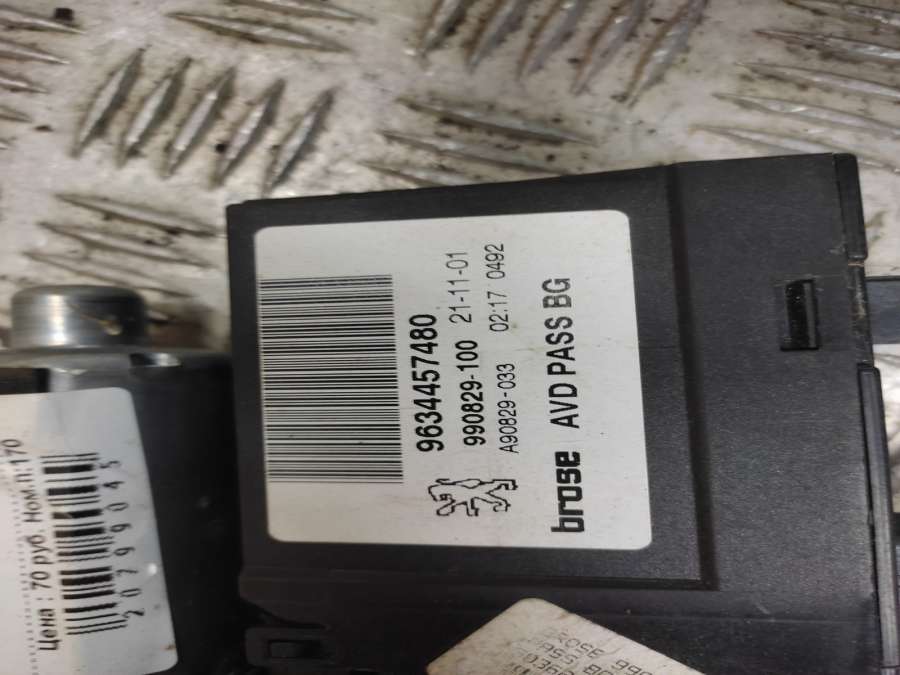 9634457480
990829-100 21-11-01
A90829-033 02:17 0492
brose AVD PASS BG
Цена : 70 руб. Ном.П:170
20799045